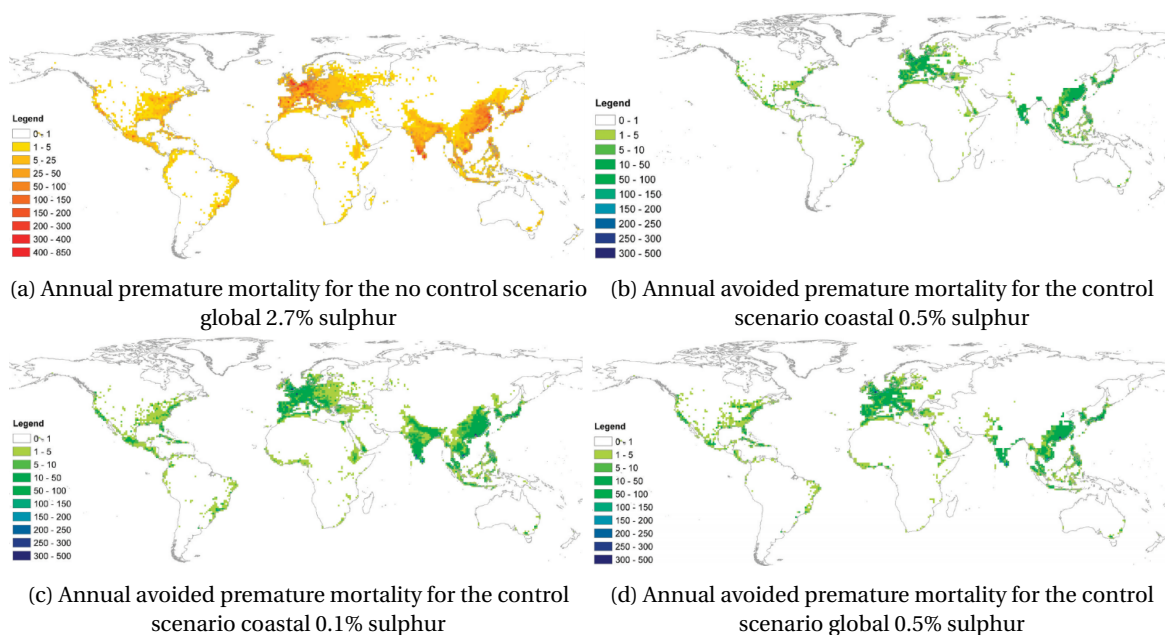 Legend
0 - 1
1 - 5
5 - 25
25 - 50
50 - 100
100 - 150
150 - 200
200 - 300
300 - 400
400 - 850
(a) Annual premature mortality for the no control scenario
global 2.7% sulphur
Legend
0 - 1
1 - 5
5 - 10
10 - 50
50 - 100
100 - 150
150 - 200
200 - 250
250 - 300
300 - 500
(b) Annual avoided premature mortality for the control
scenario coastal 0.5% sulphur
Legend
0 - 1
1 - 5
5 - 10
10 - 50
50 - 100
100 - 150
150 - 200
200 - 250
250 - 300
300 - 500
(c) Annual avoided premature mortality for the control
scenario coastal 0.1% sulphur
Legend
0 - 1
1 - 5
5 - 10
10 - 50
50 - 100
100 - 150
150 - 200
200 - 250
250 - 300
300 - 500
(d) Annual avoided premature mortality for the control
scenario global 0.5% sulphur